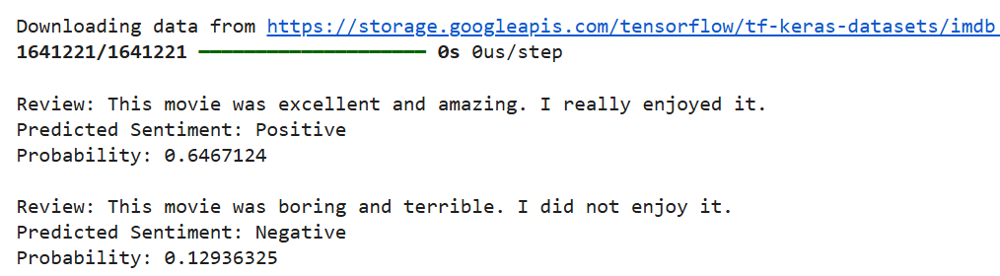 Downloading data from https://storage.googleapis.com/tensorflow/tf-keras-datasets/imdb
1641221/1641221 ━━━━━━━━━━━━━━━━━━━━ 0s 0us/step
Review: This movie was excellent and amazing. I really enjoyed it.
Predicted Sentiment: Positive
Probability: 0.6467124
Review: This movie was boring and terrible. I did not enjoy it.
Predicted Sentiment: Negative
Probability: 0.12936325